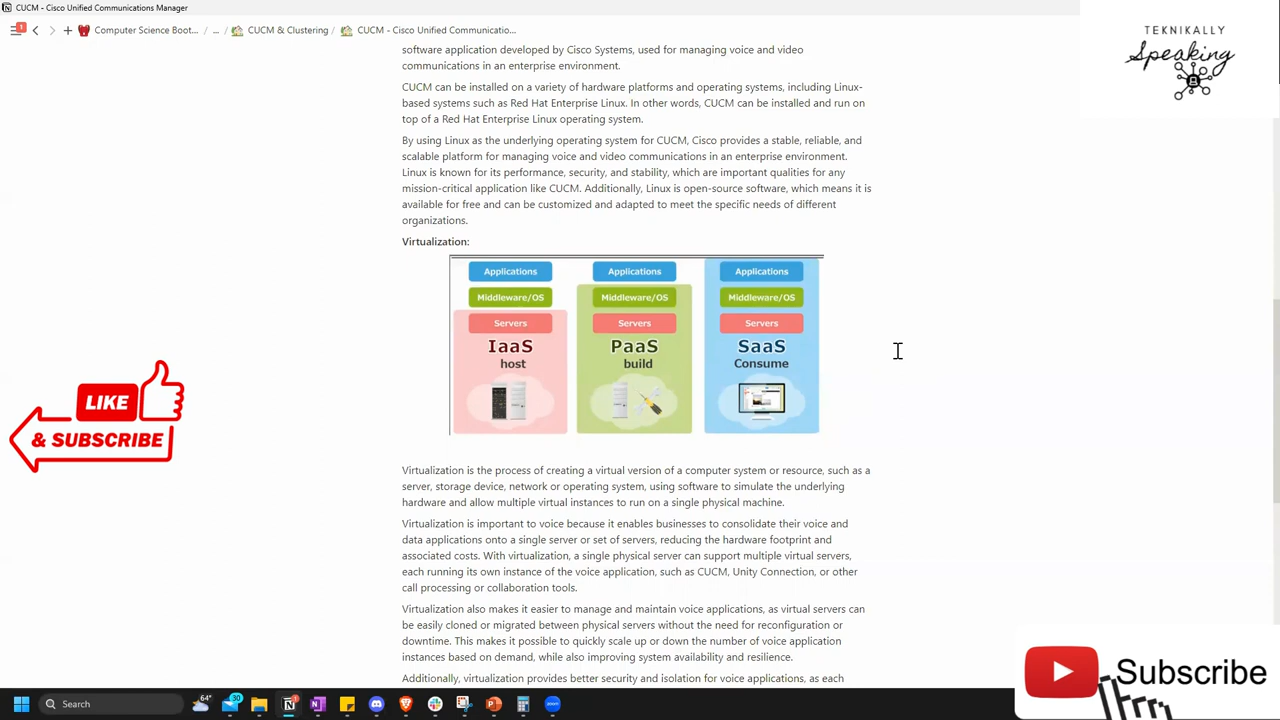 CUCM - Cisco Unified Communications Manager
1
Computer Science Boot... / ... / CUCM & Clustering / CUCM - Cisco Unified Communicatio...
TEKNIKALLY
Speaking
software application developed by Cisco Systems, used for managing voice and video
communications in an enterprise environment.
CUCM can be installed on a variety of hardware platforms and operating systems, including Linux-
based systems such as Red Hat Enterprise Linux. In other words, CUCM can be installed and run on
top of a Red Hat Enterprise Linux operating system.
By using Linux as the underlying operating system for CUCM, Cisco provides a stable, reliable, and
scalable platform for managing voice and video communications in an enterprise environment.
Linux is known for its performance, security, and stability, which are important qualities for any
mission-critical application like CUCM. Additionally, Linux is open-source software, which means it is
available for free and can be customized and adapted to meet the specific needs of different
organizations.
Virtualization:
Applications Applications Applications
Middleware/OS Middleware/OS Middleware/OS
Servers Servers Servers
IaaS PaaS SaaS
host build Consume
LIKE
& SUBSCRIBE
Virtualization is the process of creating a virtual version of a computer system or resource, such as a
server, storage device, network or operating system, using software to simulate the underlying
hardware and allow multiple virtual instances to run on a single physical machine.
Virtualization is important to voice because it enables businesses to consolidate their voice and
data applications onto a single server or set of servers, reducing the hardware footprint and
associated costs. With virtualization, a single physical server can support multiple virtual servers,
each running its own instance of the voice application, such as CUCM, Unity Connection, or other
call processing or collaboration tools.
Virtualization also makes it easier to manage and maintain voice applications, as virtual servers can
be easily cloned or migrated between physical servers without the need for reconfiguration or
downtime. This makes it possible to quickly scale up or down the number of voice application
instances based on demand, while also improving system availability and resilience.
Additionally, virtualization provides better security and isolation for voice applications, as each
Subscribe
Search
64°
30